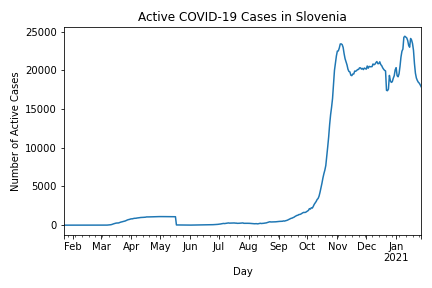 Active COVID-19 Cases in Slovenia
25000
20000
15000
10000
5000
0
Number of Active Cases
Feb Mar Apr May Jun Jul Aug Sep Oct Nov Dec Jan
2021
Day